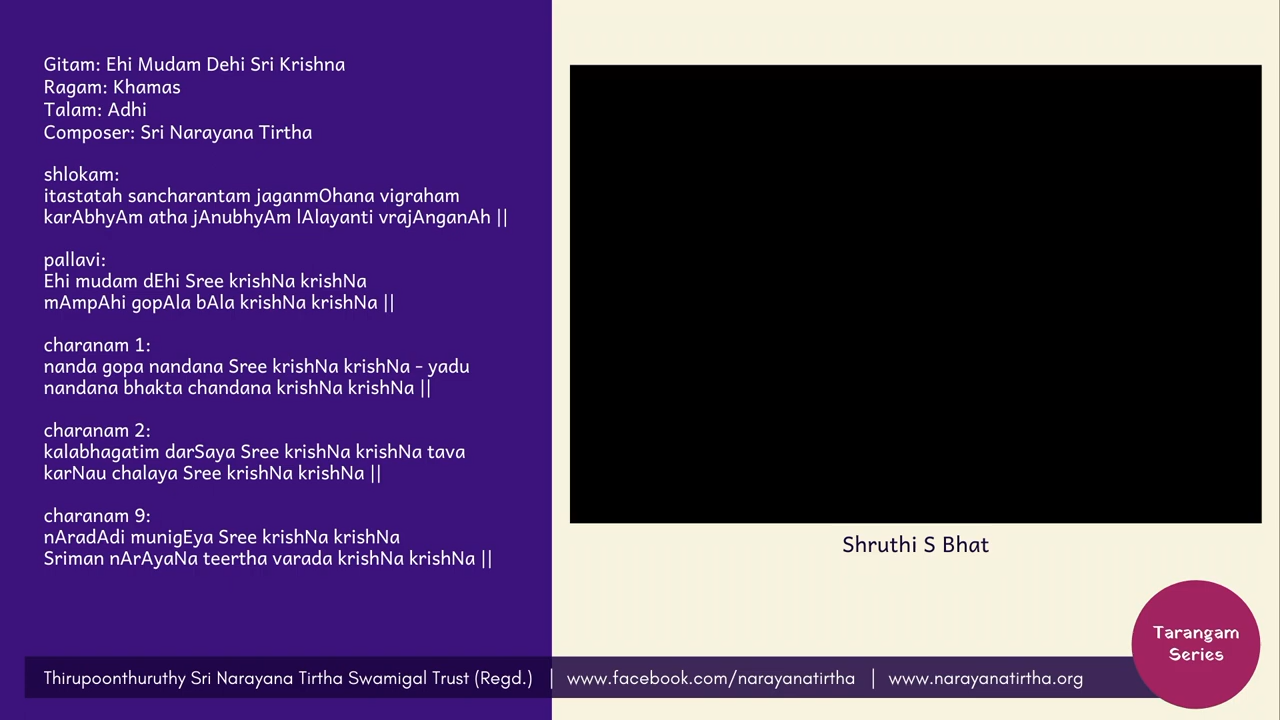 Gitam: Ehi Mudam Dehi Sri Krishna
Ragam: Khamas
Talam: Adhi
Composer: Sri Narayana Tirtha
shlokam:
itastatah sancharantam jaganmOhana vigraham
karAbhyAm atha jAnubhyAm lAlayanti vrajAnganAh ||
pallavi:
Ehi mudam dEhi Sree krishNa krishNa
mAmpAhi gopAla bAla krishNa krishNa ||
charanam 1:
nanda gopa nandana Sree krishNa krishNa - yadu
nandana bhakta chandana krishNa krishNa ||
charanam 2:
kalabhagatim darSaya Sree krishNa krishNa tava
karNau chalaya Sree krishNa krishNa ||
charanam 9:
nAradAdi munigEya Sree krishNa krishNa
Sriman nArAyaNa teertha varada krishNa krishNa ||
Shruthi S Bhat
Tarangam
Series
Thirupoonthuruthy Sri Narayana Tirtha Swamigal Trust (Regd.) | www.facebook.com/narayanatirtha | www.narayanatirtha.org